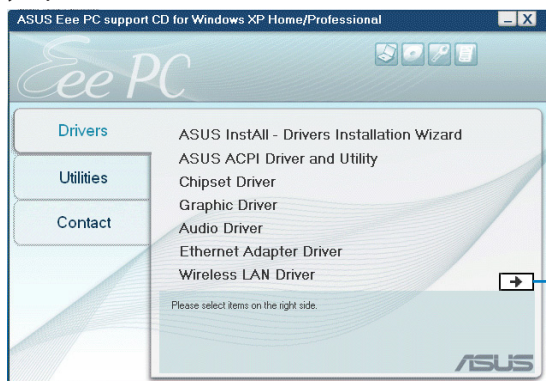 ASUS Eee PC support CD for Windows XP Home/Professional
Eee PC
Drivers
Utilities
Contact
ASUS InstAll - Drivers Installation Wizard
ASUS ACPI Driver and Utility
Chipset Driver
Graphic Driver
Audio Driver
Ethernet Adapter Driver
Wireless LAN Driver
Please select items on the right side.
ASUS